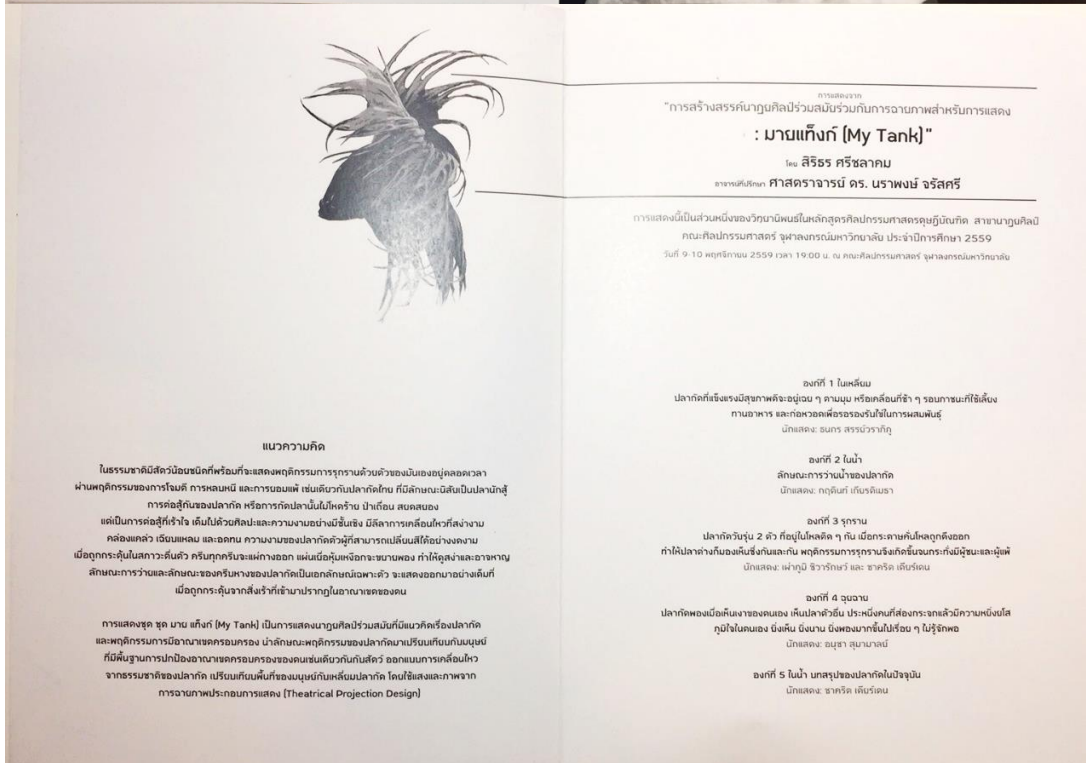 การแสดงจาก
"การสร้างสรรค์นาฏยศิลป์ร่วมสมัยร่วมกับการฉายภาพสำหรับการแสดง
: มายแท็งก์ (My Tank)"
โดย สิริธร ศรีชลาคม
อาจารย์ที่ปรึกษา ศาสตราจารย์ ดร. นราพงษ์ จรัสศรี
การแสดงนี้เป็นส่วนหนึ่งของวิทยานิพนธ์ในหลักสูตรศิลปกรรมศาสตรดุษฎีบัณฑิต สาขานาฏยศิลป์
คณะศิลปกรรมศาสตร์ จุฬาลงกรณ์มหาวิทยาลัย ประจำปีการศึกษา 2559
วันที่ 9-10 พฤศจิกายน 2559 เวลา 19:00 น. ณ คณะศิลปกรรมศาสตร์ จุฬาลงกรณ์มหาวิทยาลัย
แนวความคิด
ในธรรมชาติมีสัตว์น้อยชนิดที่พร้อมที่จะแสดงพฤติกรรมการรุกรานด้วยตัวของมันเองอยู่ตลอดเวลา
ผ่านพฤติกรรมของการโจมตี การหลบหนี และการยอมแพ้ เช่นเดียวกับปลากัดไทย ที่มีลักษณะนิสัยเป็นปลานักสู้
การต่อสู้กันของปลากัด หรือการกัดปลานั้นไม่โหดร้าย ป่าเถื่อน สยดสยอง
แต่เป็นการต่อสู้ที่เร้าใจ เต็มไปด้วยศิลปะและความงามอย่างมีชั้นเชิง มีลีลาการเคลื่อนไหวที่สง่างาม
คล่องแคล่ว เฉียบแหลม และอดทน ความงามของปลากัดตัวผู้ที่สามารถเปลี่ยนสีได้อย่างงดงาม
เมื่อถูกกระตุ้นในสภาวะตื่นตัว ครีบทุกครีบจะแผ่กางออก แผ่นเยื่อหุ้มเหงือกจะขยายพอง ทำให้ดูสง่าและอาจหาญ
ลักษณะการว่ายและลักษณะของครีบหางของปลากัดเป็นเอกลักษณ์เฉพาะตัว จะแสดงออกมาอย่างเต็มที่
เมื่อถูกกระตุ้นจากสิ่งเร้าที่เข้ามาปรากฏในอาณาเขตของตน
การแสดงชุด ชุด มาย แท็งก์ (My Tank) เป็นการแสดงนาฏยศิลป์ร่วมสมัยที่มีแนวคิดเรื่องปลากัด
และพฤติกรรมการมีอาณาเขตครอบครอง นำลักษณะพฤติกรรมของปลากัดมาเปรียบเทียบกับมนุษย์
ที่มีพื้นฐานการปกป้องอาณาเขตครอบครองของตนเช่นเดียวกันกับสัตว์ ออกแบบการเคลื่อนไหว
จากธรรมชาติของปลากัด เปรียบเทียบพื้นที่ของมนุษย์กับเหลี่ยมปลากัด โดยใช้แสงและภาพจาก
การฉายภาพประกอบการแสดง (Theatrical Projection Design)
องก์ที่ 1 ในเหลี่ยม
ปลากัดที่แข็งแรงมีสุขภาพดีจะอยู่เฉย ๆ ตามมุม หรือเคลื่อนที่ช้า ๆ รอบภาชนะที่ใช้เลี้ยง
ทานอาหาร และก่อหวอดเพื่อรอรองรับไข่ในการผสมพันธุ์
นักแสดง: ธนกร สรรย์วราภิภู
องก์ที่ 2 ในน้ำ
ลักษณะการว่ายน้ำของปลากัด
นักแสดง: กฤติน​ท์ เกียรติเมธา
องก์ที่ 3 รุกราน
ปลากัดวัยรุ่น 2 ตัว ที่อยู่ในโหลติด ๆ กัน เมื่อกระดาษคั่นโหลถูกดึงออก
ทำให้ปลาต่างก็มองเห็นซึ่งกันและกัน พฤติกรรมการรุกรานจึงเกิดขึ้นจนกระทั่งมีผู้ชนะและผู้แพ้
นักแสดง: เผ่าภูมิ ชิวารักษว์ และ ชาคริต เดียร์เดน
องก์ที่ 4 ฉุยฉาย
ปลากัดพองเมื่อเห็นเงาของตนเอง เห็นปลาตัวอื่น ประหนึ่งคนที่ส่องกระจกแล้วมีความหยิ่งยโส
ภูมิใจในตนเอง ยิ่งเห็น ยิ่งนาน ยิ่งพองมากขึ้นไปเรื่อย ๆ ไม่รู้จักพอ
นักแสดง: อนุชา สุมามาลย์
องก์ที่ 5 ในน้ำ บทสรุปของปลากัดในปัจจุบัน
นักแสดง: ชาคริต เดียร์เดน